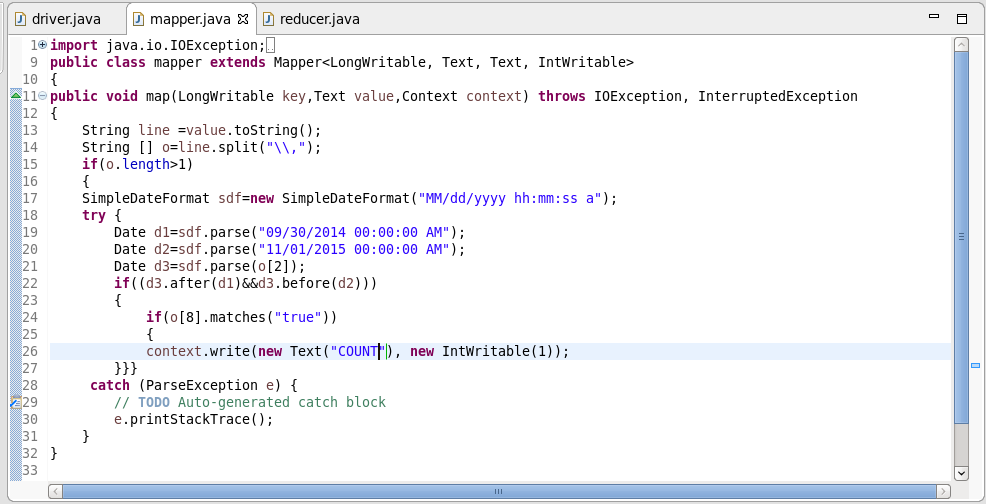 driver.java mapper.java reducer.java
1 import java.io.IOException;
9 public class mapper extends Mapper<LongWritable, Text, Text, IntWritable>
10 {
11 public void map(LongWritable key,Text value,Context context) throws IOException, InterruptedException
12 {
13     String line =value.toString();
14     String [] o=line.split("\\,");
15     if(o.length>1)
16     {
17     SimpleDateFormat sdf=new SimpleDateFormat("MM/dd/yyyy hh:mm:ss a");
18     try {
19         Date d1=sdf.parse("09/30/2014 00:00:00 AM");
20         Date d2=sdf.parse("11/01/2015 00:00:00 AM");
21         Date d3=sdf.parse(o[2]);
22         if((d3.after(d1)&&d3.before(d2)))
23         {
24             if(o[8].matches("true"))
25             {
26             context.write(new Text("COUNT"), new IntWritable(1));
27         }}}
28      catch (ParseException e) {
29         // TODO Auto-generated catch block
30         e.printStackTrace();
31     }
32 }
33